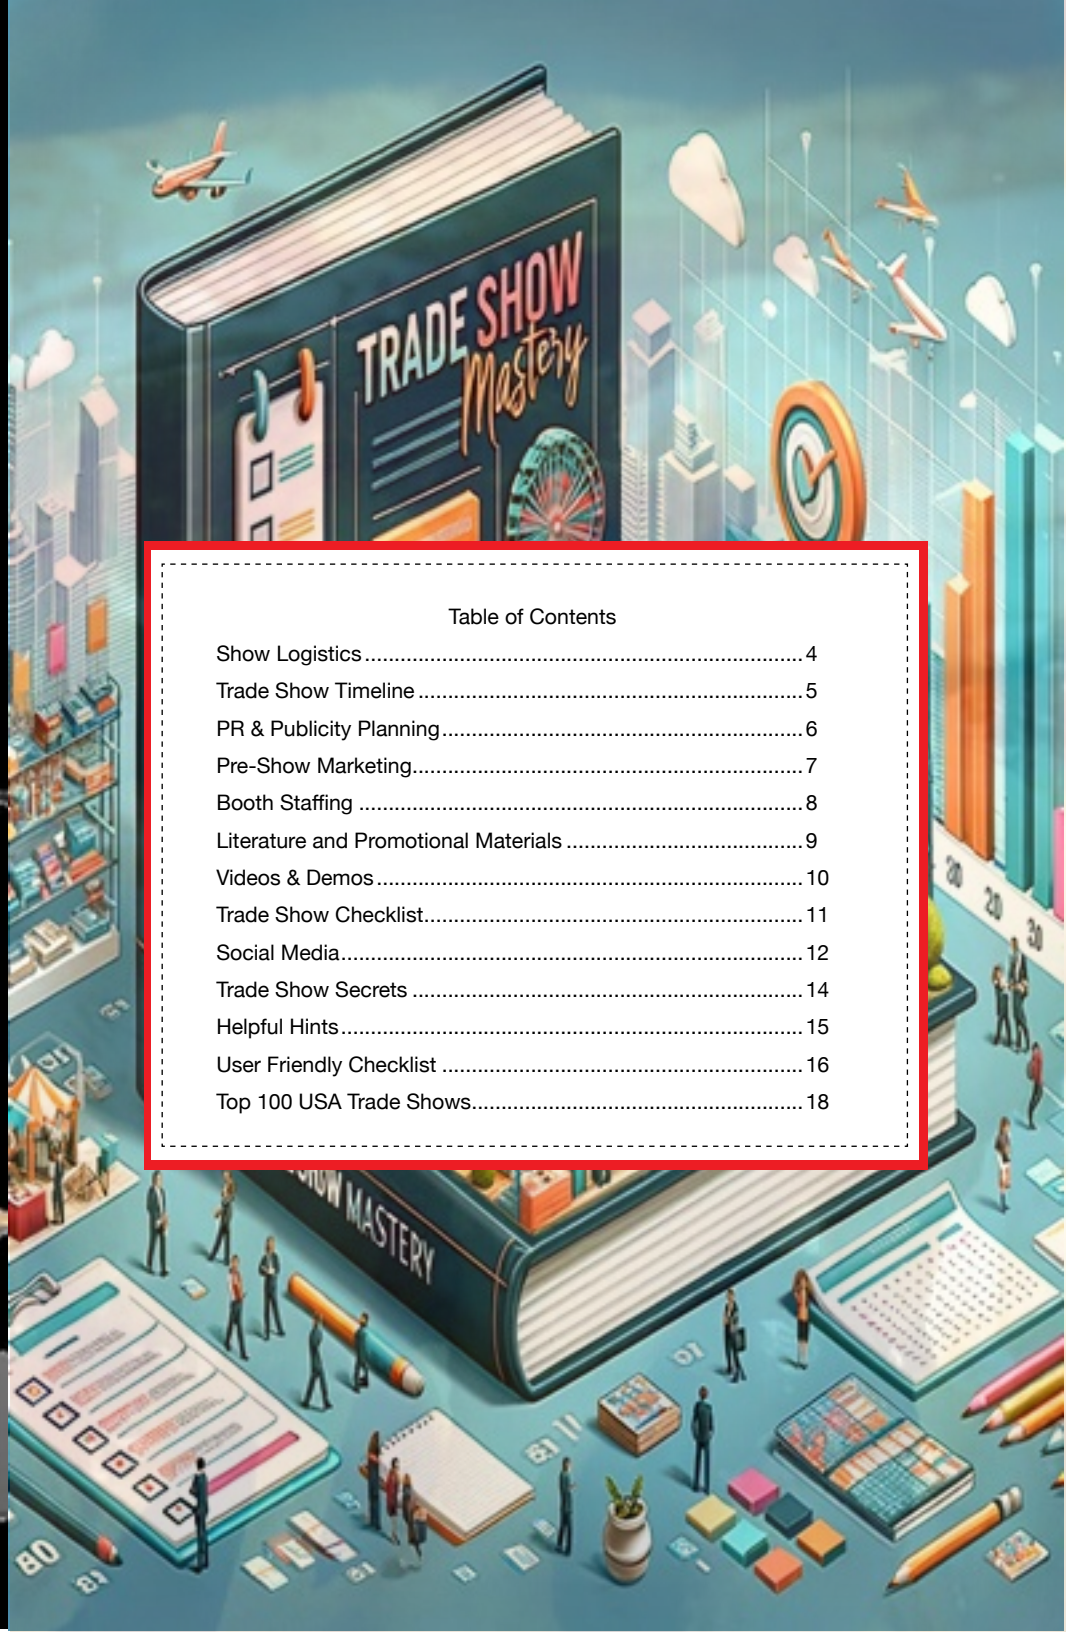 TRADE SHOW
Mastery
Table of Contents
Show Logistics........................................................................4
Trade Show Timeline ................................................................5
PR & Publicity Planning............................................................6
Pre-Show Marketing.................................................................7
Booth Staffing .........................................................................8
Literature and Promotional Materials .......................................9
Videos & Demos......................................................................10
Trade Show Checklist...............................................................11
Social Media............................................................................12
Trade Show Secrets .................................................................14
Helpful Hints............................................................................15
User Friendly Checklist ............................................................16
Top 100 USA Trade Shows.......................................................18
20
30
SHOW MASTERY
80